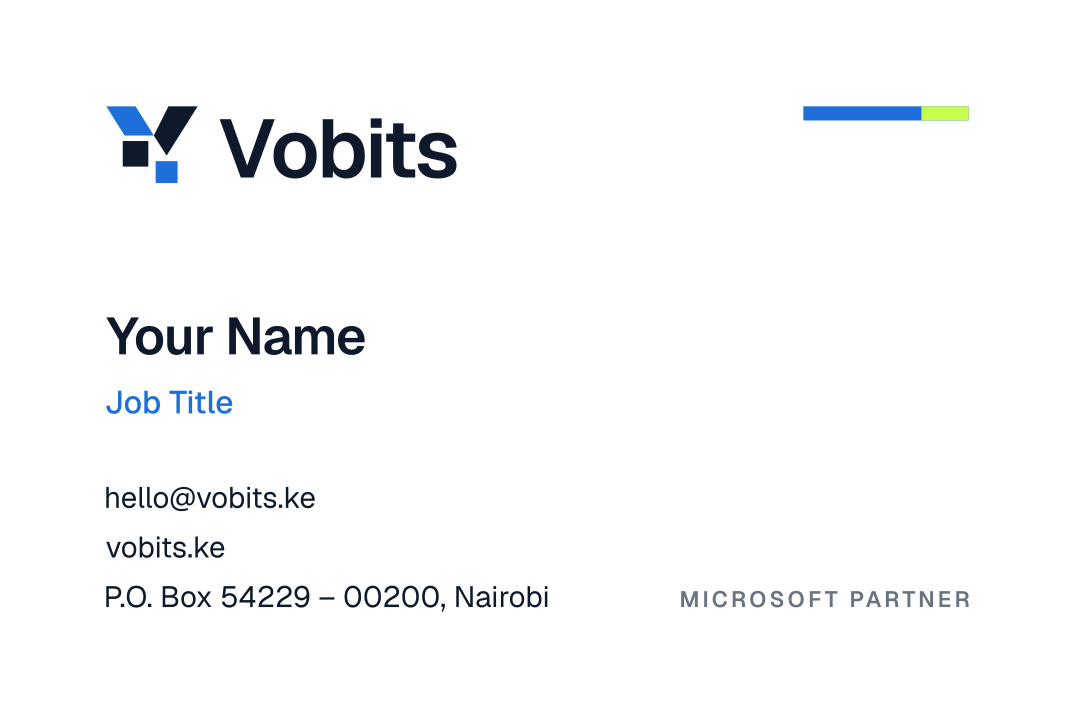 Vobits
Your Name
Job Title
hello@vobits.ke
vobits.ke
P.O. Box 54229 – 00200, Nairobi
MICROSOFT PARTNER